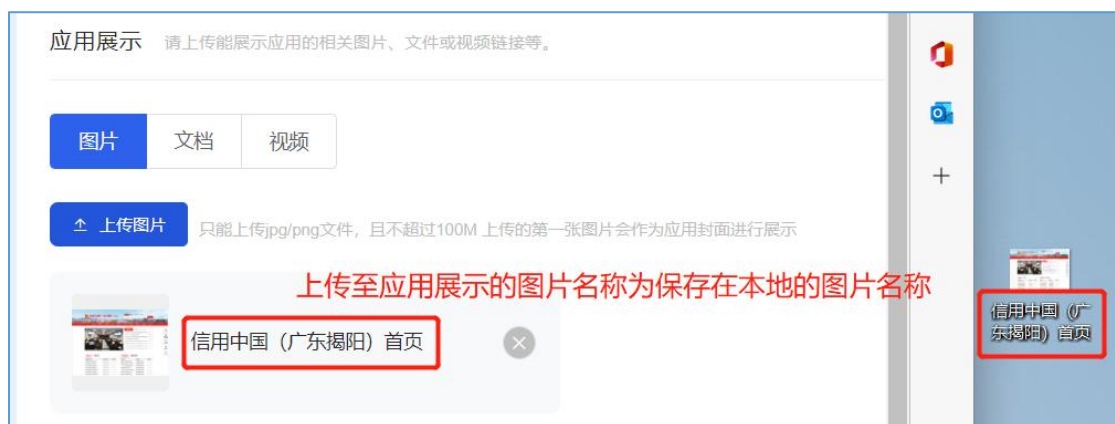 应用展示 请上传能展示应用的相关图片、文件或视频链接等。
图片 文档 视频
上传图片 只能上传jpg/png文件，且不超过100M 上传的第一张图片会作为应用封面进行展示
上传至应用展示的图片名称为保存在本地的图片名称
信用中国（广东揭阳）首页
信用中国（广
东揭阳）首页